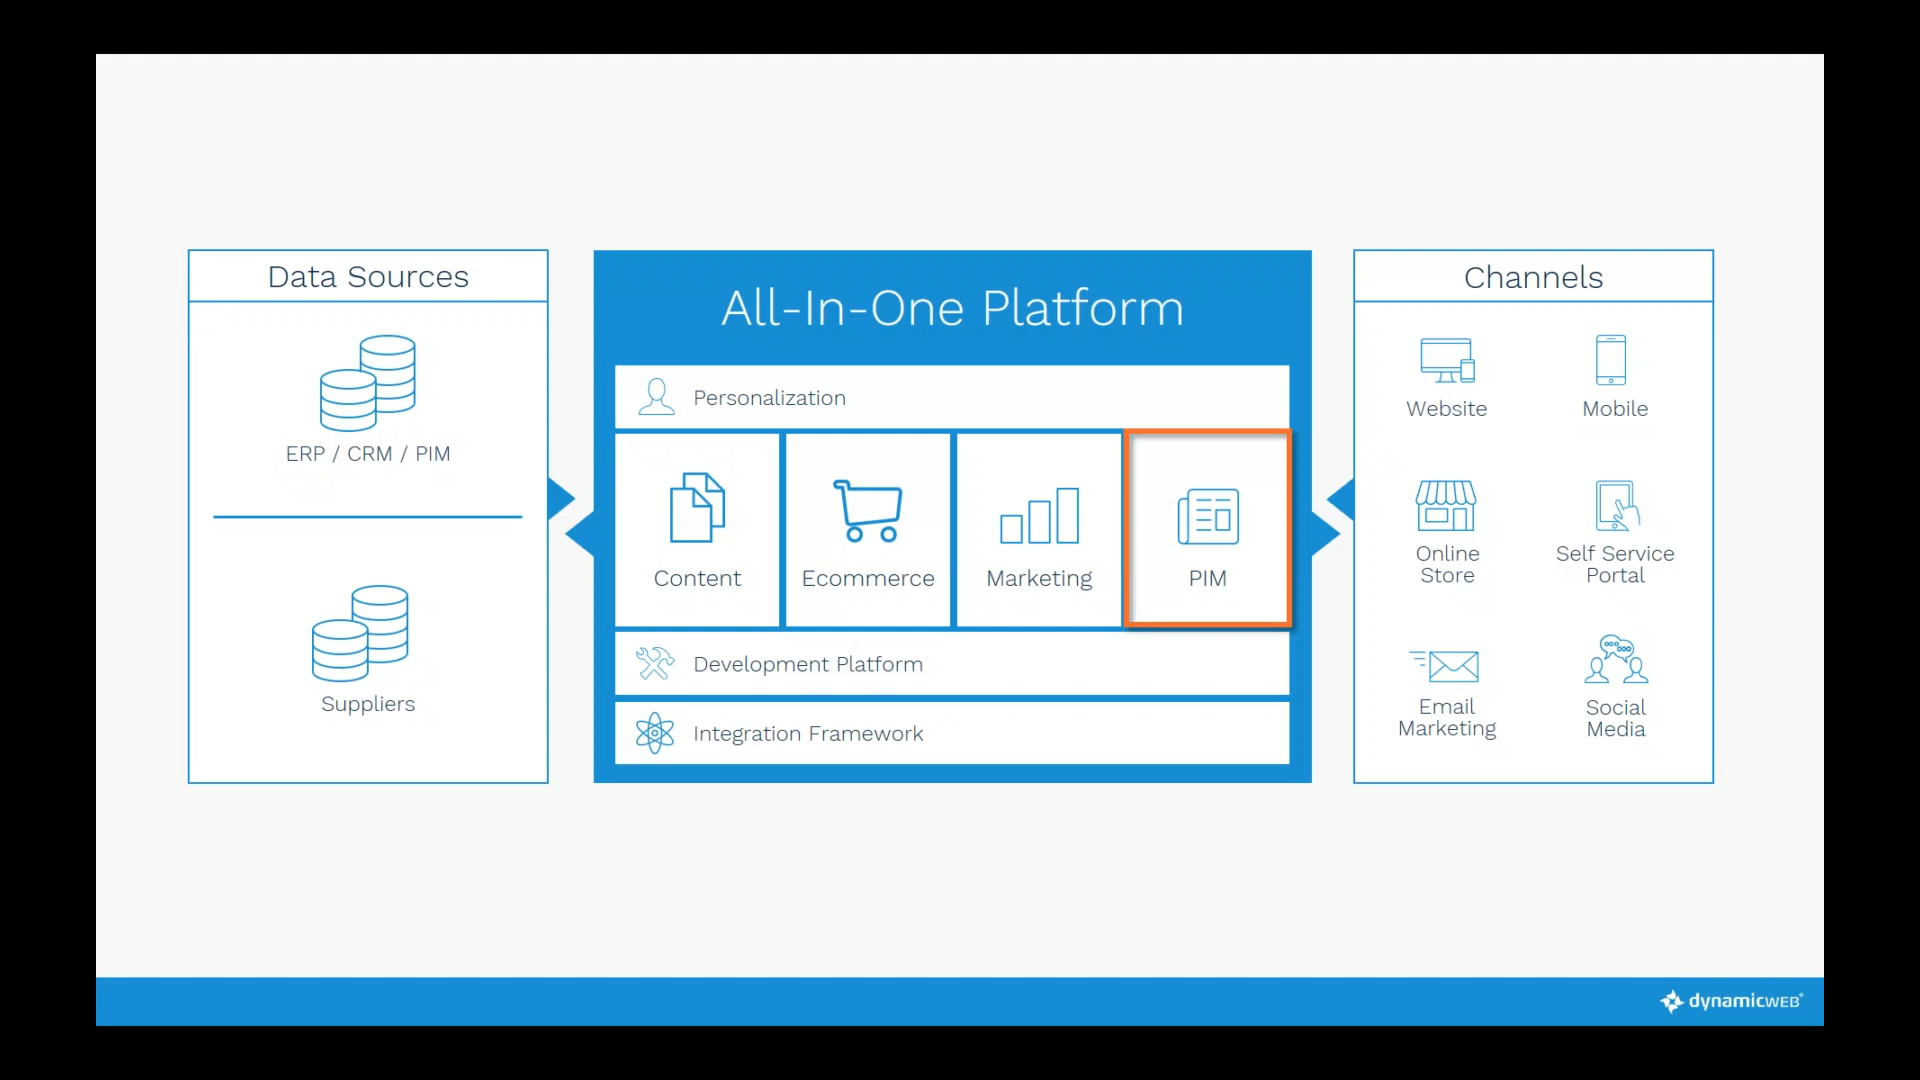 Data Sources
ERP / CRM / PIM
Suppliers
All-In-One Platform
Personalization
Content
Ecommerce
Marketing
PIM
Development Platform
Integration Framework
Channels
Website
Mobile
Online
Store
Self Service
Portal
Email
Marketing
Social
Media
dynamicWEB®